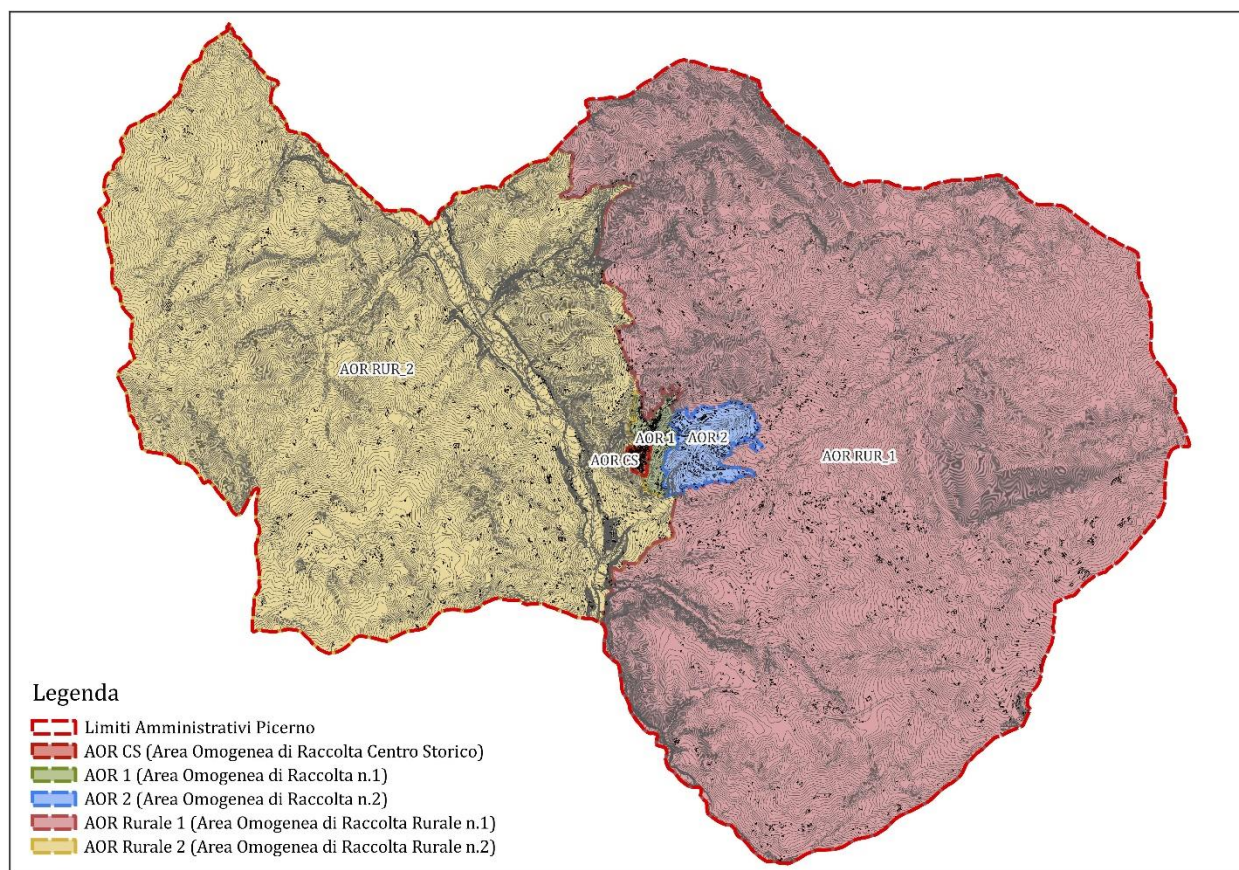 AOR RUR_2
AOR 1
AOR 2
AOR CS
AOR RUR_1
Legenda
Limiti Amministrativi Picerno
AOR CS (Area Omogenea di Raccolta Centro Storico)
AOR 1 (Area Omogenea di Raccolta n.1)
AOR 2 (Area Omogenea di Raccolta n.2)
AOR Rurale 1 (Area Omogenea di Raccolta Rurale n.1)
AOR Rurale 2 (Area Omogenea di Raccolta Rurale n.2)